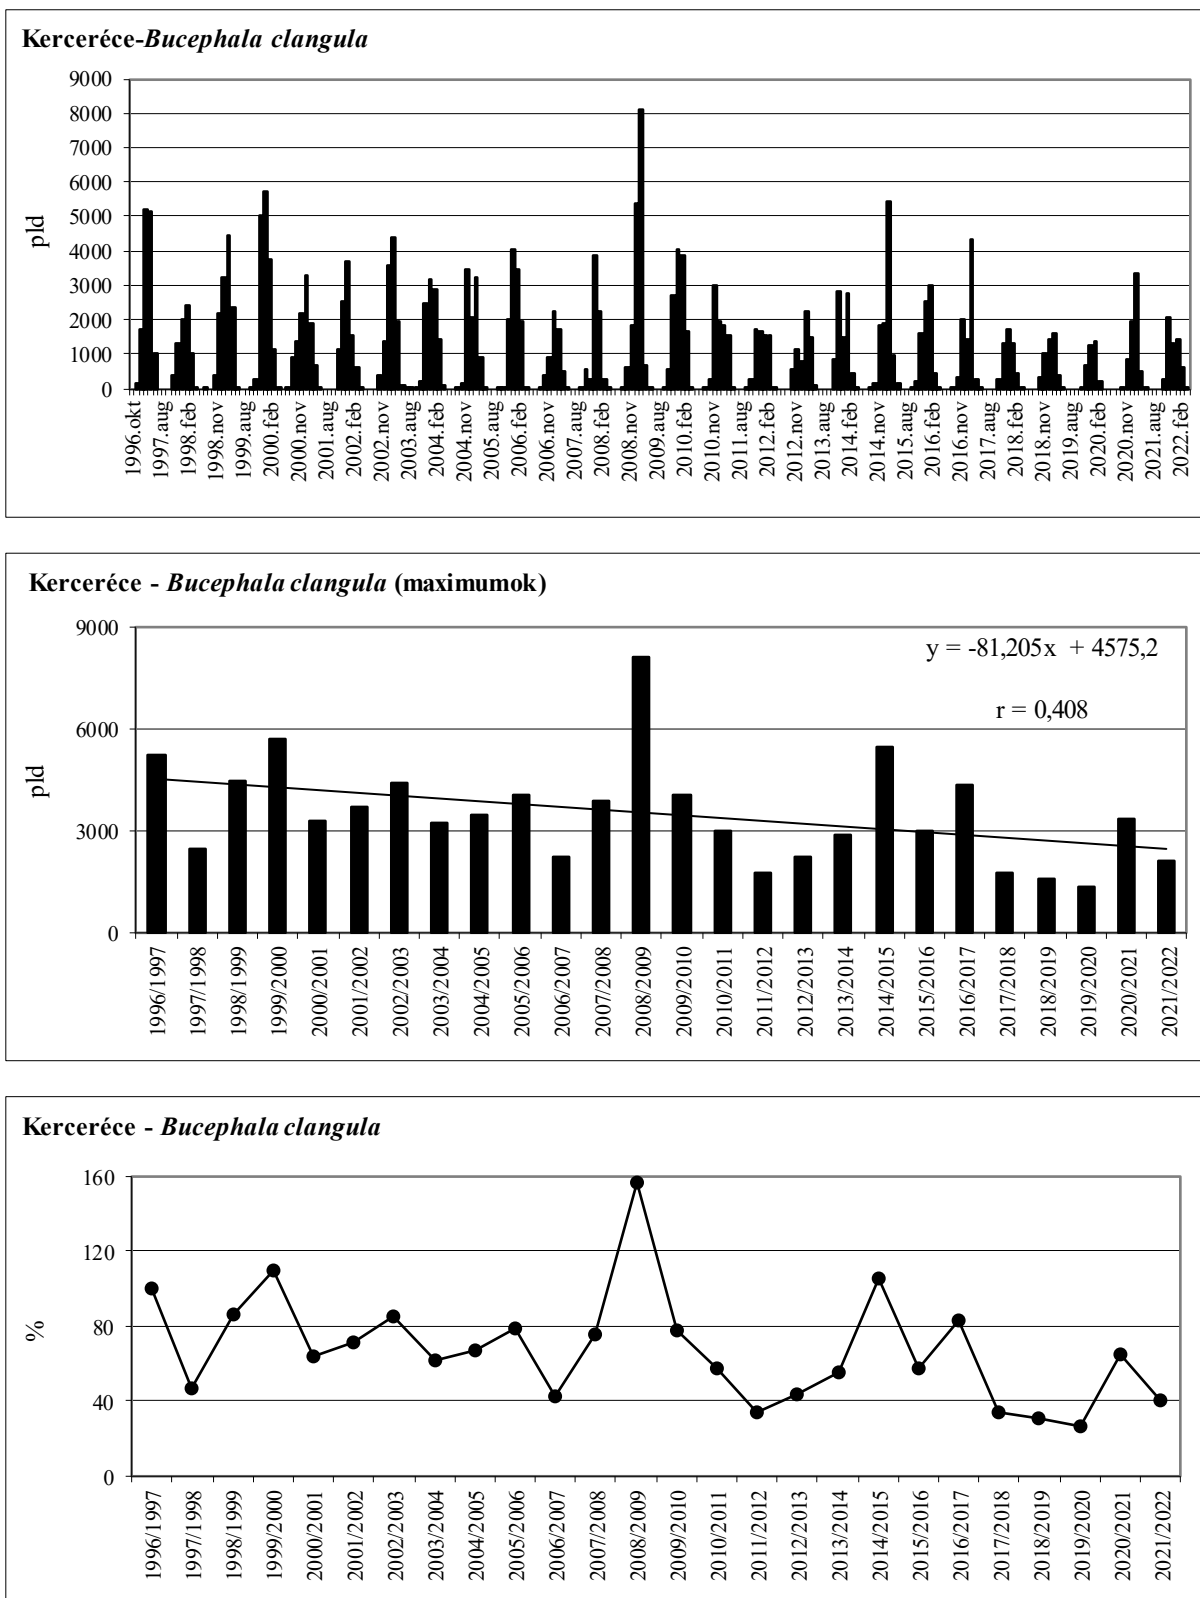 Kerceréce-Bucephala clangula
9000
8000
7000
6000
5000
4000
3000
2000
1000
0
pld
1996.okt
1997.aug
1998.feb
1998.nov
1999.aug
2000.feb
2000.nov
2001.aug
2002.feb
2002.nov
2003.aug
2004.feb
2004.nov
2005.aug
2006.feb
2006.nov
2007.aug
2008.feb
2008.nov
2009.aug
2010.feb
2010.nov
2011.aug
2012.feb
2012.nov
2013.aug
2014.feb
2014.nov
2015.aug
2016.feb
2016.nov
2017.aug
2018.feb
2018.nov
2019.aug
2020.feb
2020.nov
2021.aug
2022.feb
Kerceréce - Bucephala clangula (maximumok)
9000
6000
3000
0
pld
y = -81,205x + 4575,2
r = 0,408
1996/1997
1997/1998
1998/1999
1999/2000
2000/2001
2001/2002
2002/2003
2003/2004
2004/2005
2005/2006
2006/2007
2007/2008
2008/2009
2009/2010
2010/2011
2011/2012
2012/2013
2013/2014
2014/2015
2015/2016
2016/2017
2017/2018
2018/2019
2019/2020
2020/2021
2021/2022
Kerceréce - Bucephala clangula
160
120
80
40
0
%
1996/1997
1997/1998
1998/1999
1999/2000
2000/2001
2001/2002
2002/2003
2003/2004
2004/2005
2005/2006
2006/2007
2007/2008
2008/2009
2009/2010
2010/2011
2011/2012
2012/2013
2013/2014
2014/2015
2015/2016
2016/2017
2017/2018
2018/2019
2019/2020
2020/2021
2021/2022